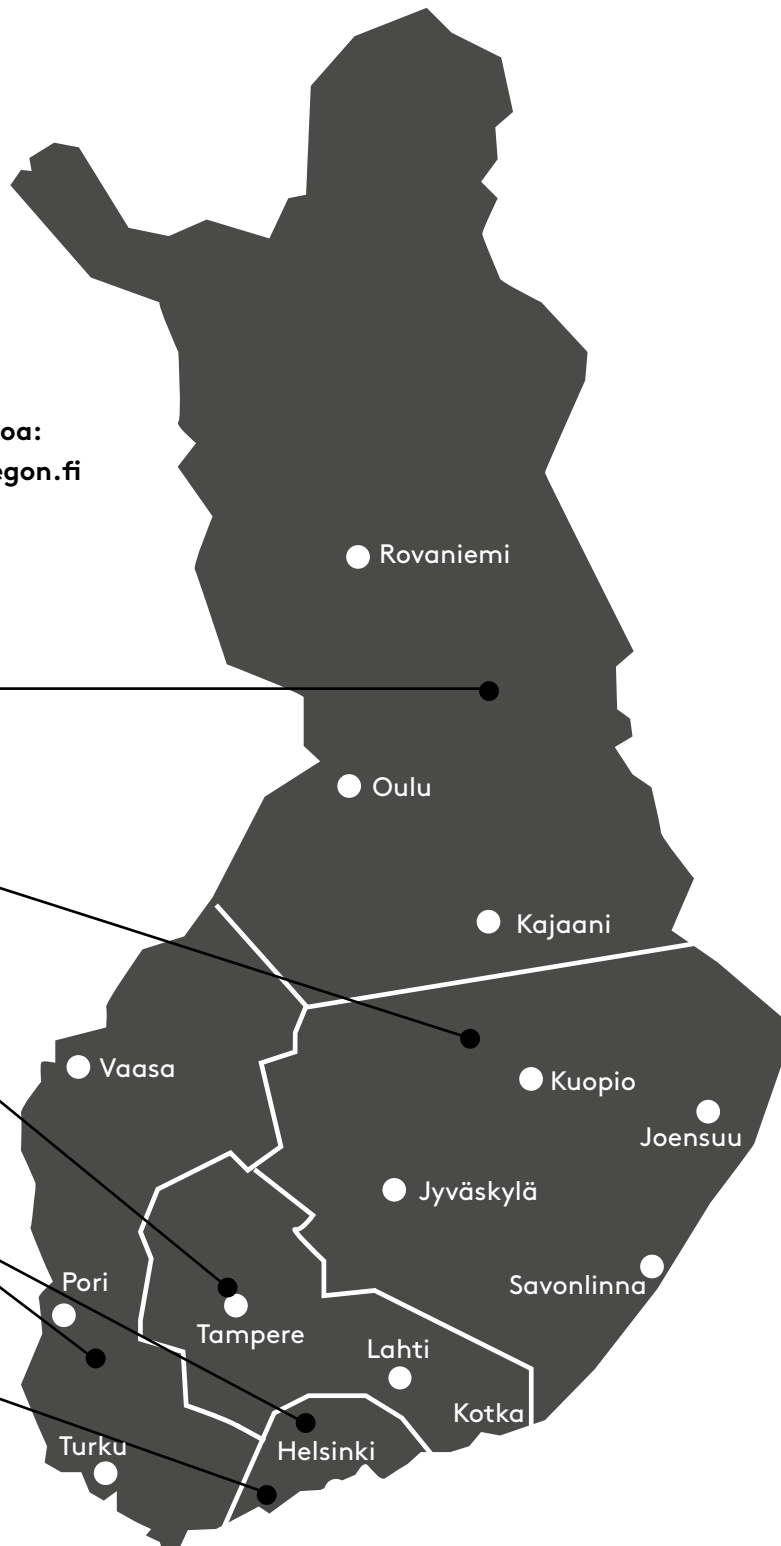 oa:
egon.fi
Rovaniemi
Oulu
Kajaani
Vaasa
Kuopio
Joensuu
Jyväskylä
Savonlinna
Pori
Tampere
Lahti
Kotka
Turku
Helsinki